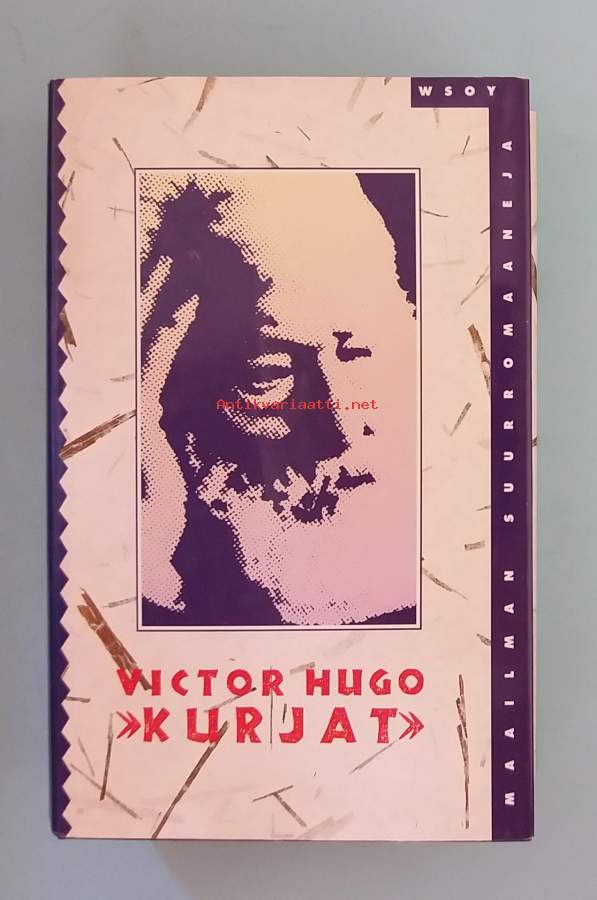 WSOY
MAAILMAN SUURROMAANEJA
Antikvariaatti.net
VICTOR HUGO
»KURJAT»